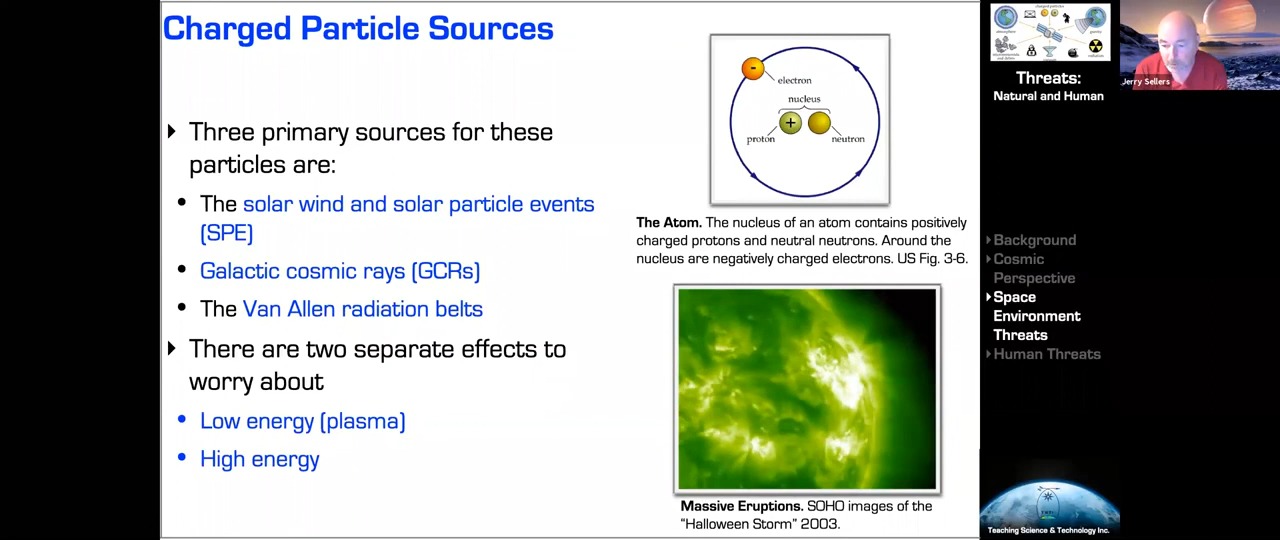 Charged Particle Sources
Three primary sources for these
particles are:
The solar wind and solar particle events
(SPE)
Galactic cosmic rays (GCRs)
The Van Allen radiation belts
There are two separate effects to
worry about
Low energy (plasma)
High energy
-
electron
nucleus
+
proton
neutron
The Atom. The nucleus of an atom contains positively
charged protons and neutral neutrons. Around the
nucleus are negatively charged electrons. US Fig. 3-6.
Massive Eruptions. SOHO images of the
“Halloween Storm” 2003.
Threats:
Natural and Human
Jerry Sellers
Background
Cosmic
Perspective
Space
Environment
Threats
Human Threats
Teaching Science & Technology Inc.